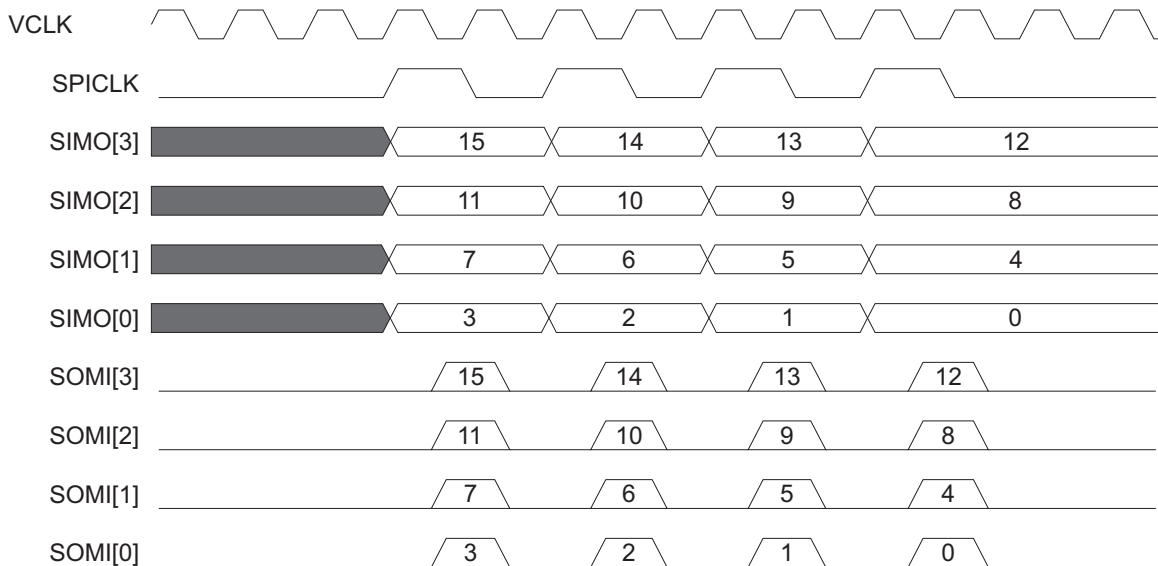 VCLK
SPICLK
SIMO[3] 15 14 13 12
SIMO[2] 11 10 9 8
SIMO[1] 7 6 5 4
SIMO[0] 3 2 1 0
SOMI[3] 15 14 13 12
SOMI[2] 11 10 9 8
SOMI[1] 7 6 5 4
SOMI[0] 3 2 1 0